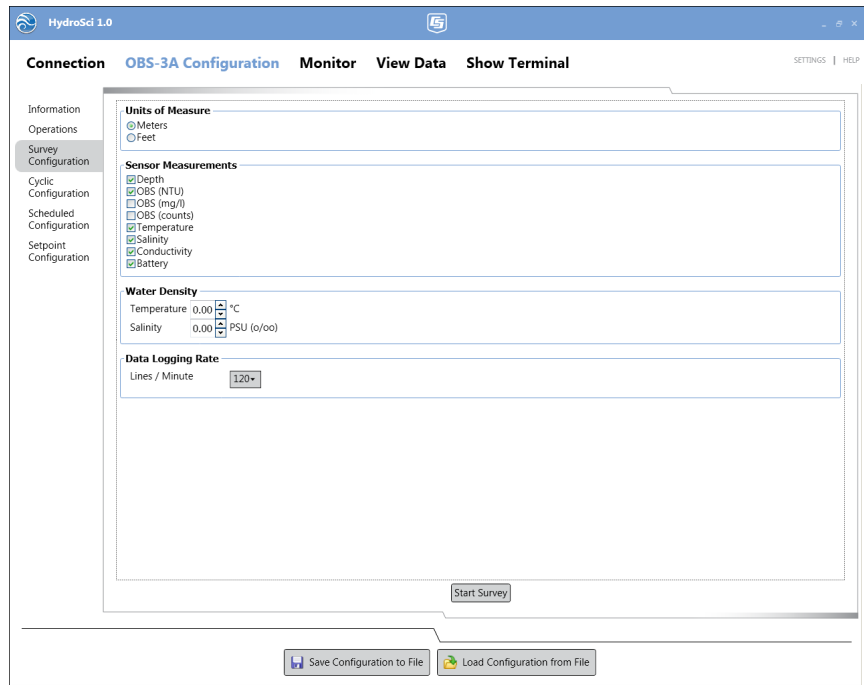 HydroSci 1.0
Connection OBS-3A Configuration Monitor View Data Show Terminal SETTINGS | HELP
Information
Operations
Survey
Configuration
Cyclic
Configuration
Scheduled
Configuration
Setpoint
Configuration
Units of Measure
Meters
Feet
Sensor Measurements
Depth
OBS (NTU)
OBS (mg/l)
OBS (counts)
Temperature
Salinity
Conductivity
Battery
Water Density
Temperature 0.00 °C
Salinity 0.00 PSU (o/oo)
Data Logging Rate
Lines / Minute 120
Start Survey
Save Configuration to File Load Configuration from File